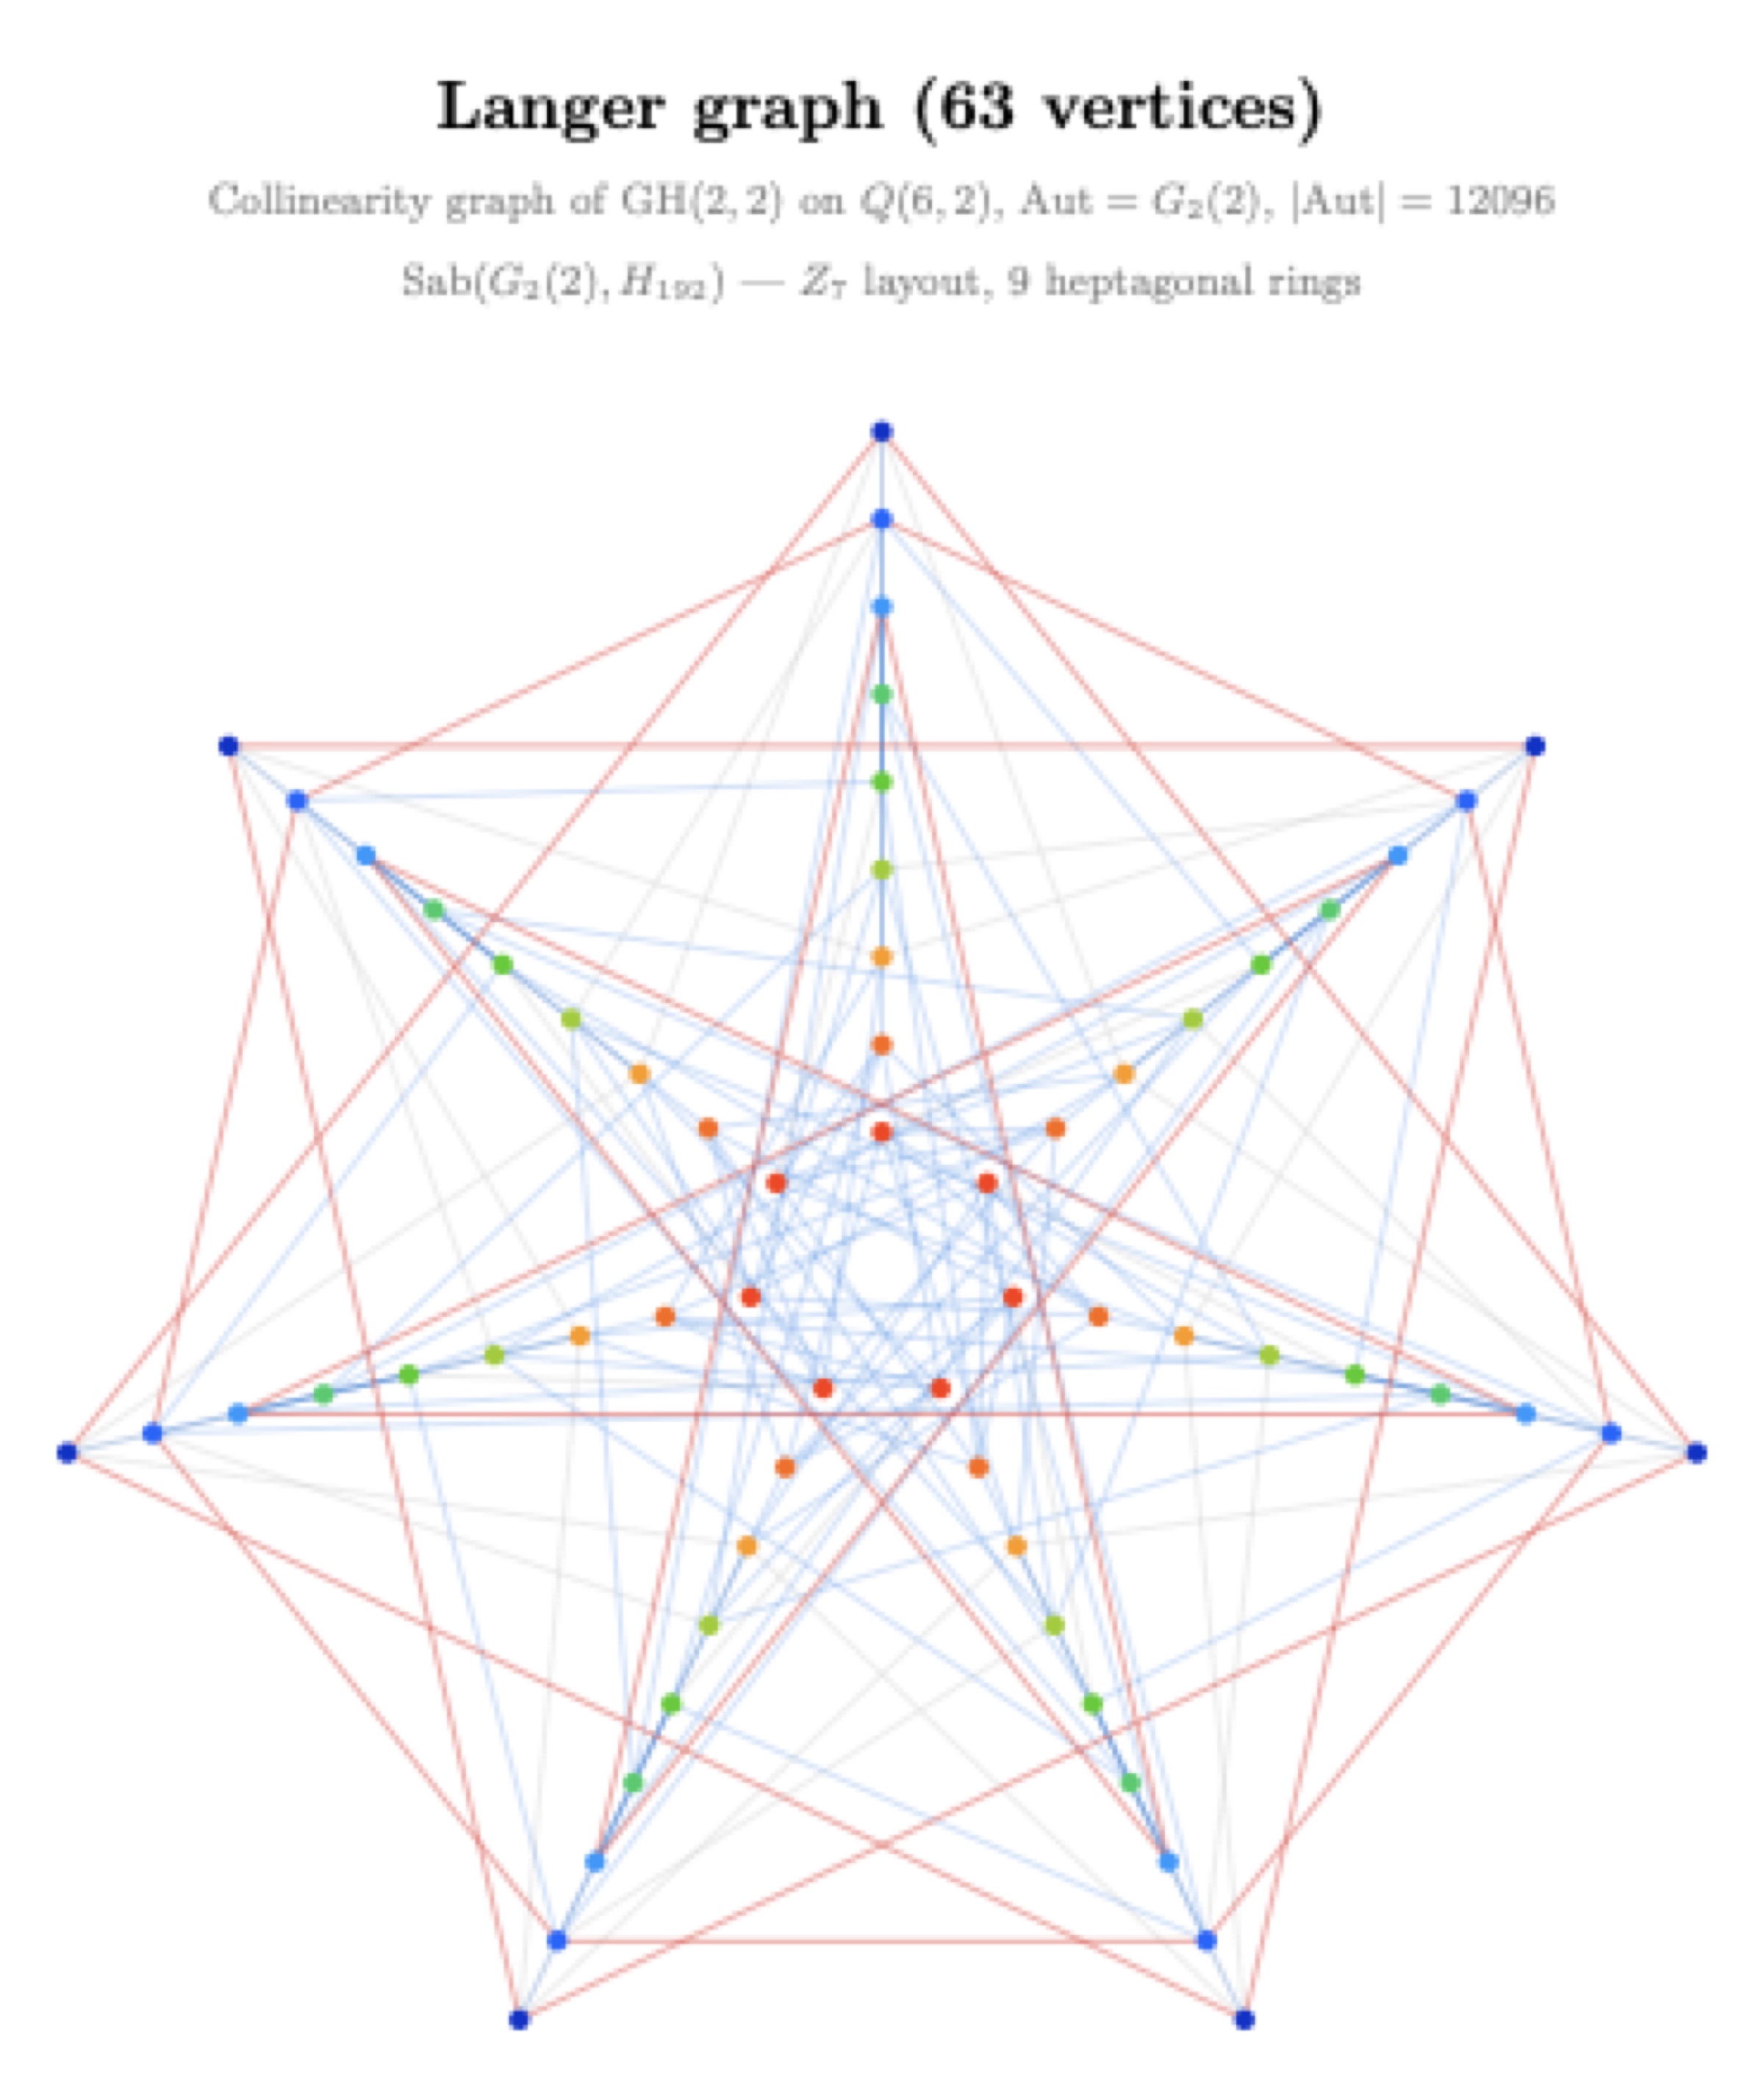 Langer graph (63 vertices)
Collinearity graph of GH(2, 2) on Q(6, 2), Aut = G₂(2), |Aut| = 12096
Sab(G₂(2), H₁₉₂) — Z₇ layout, 9 heptagonal rings